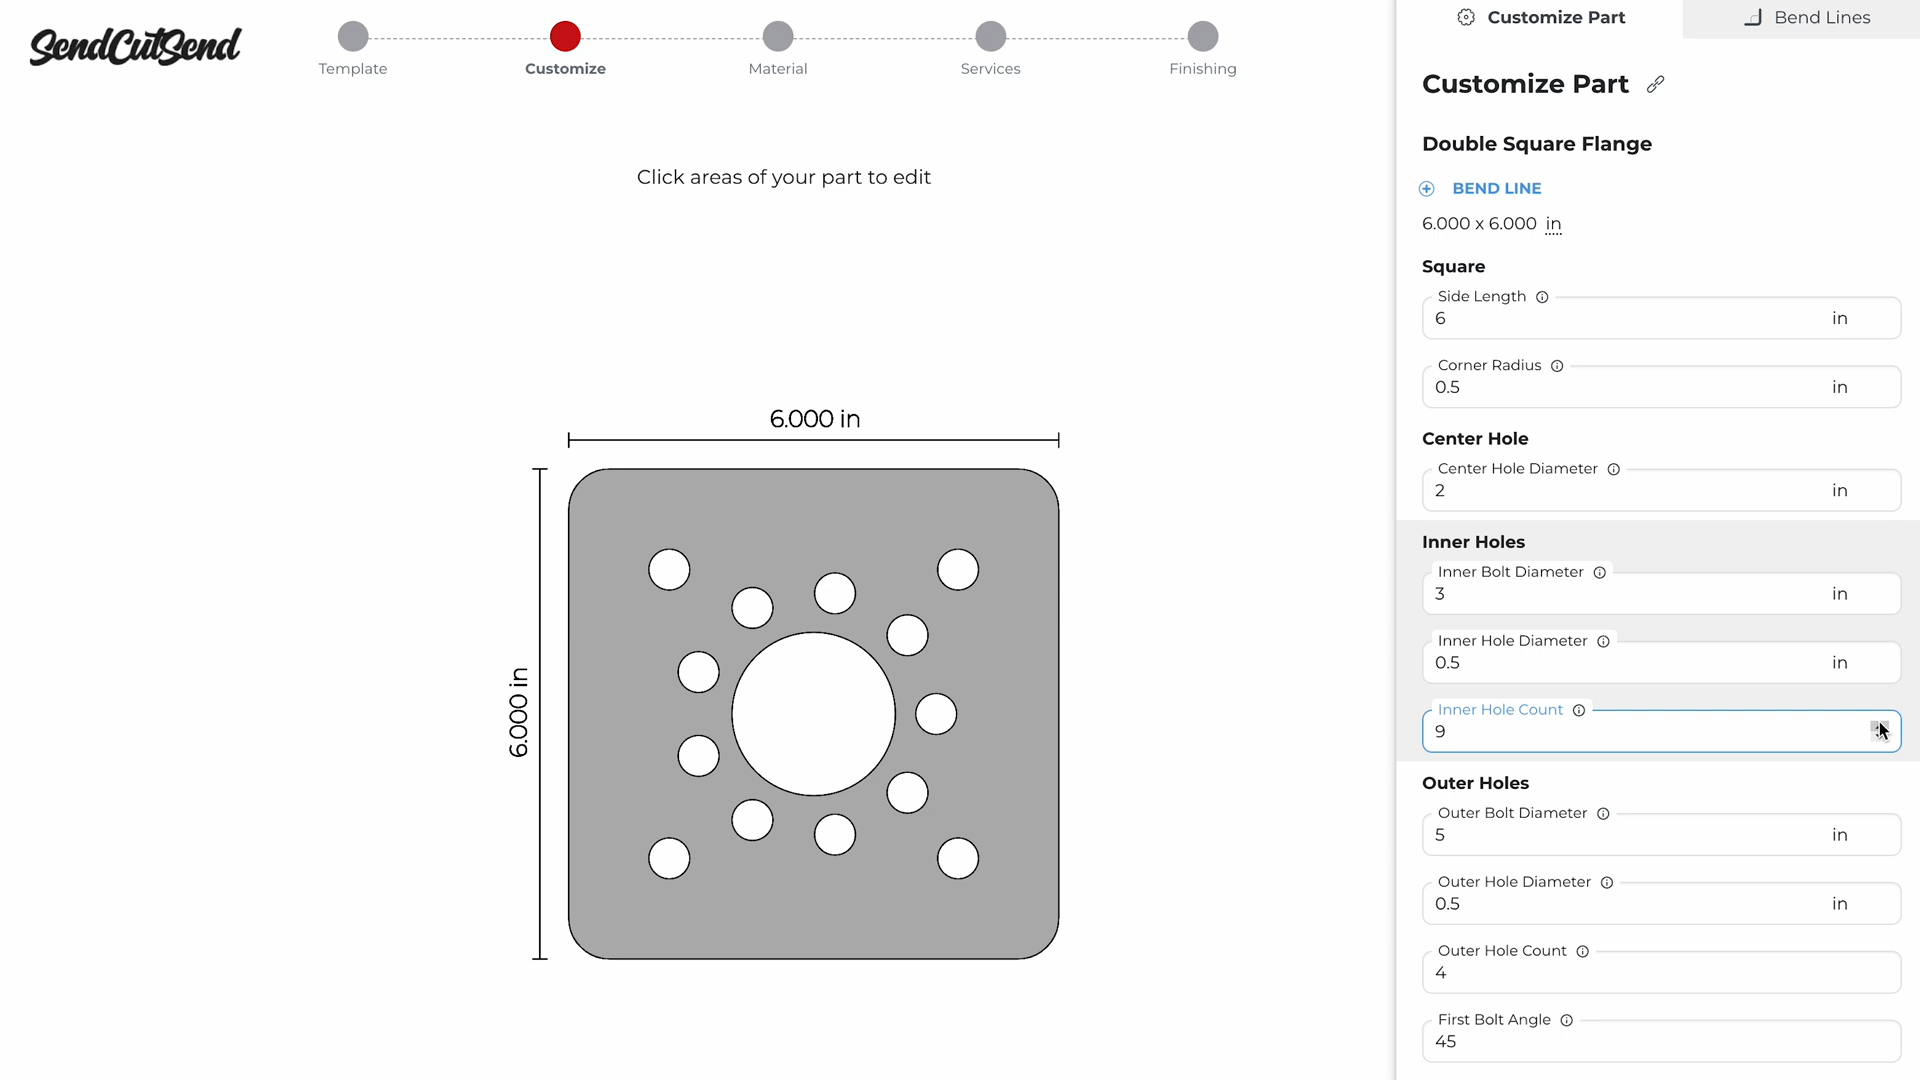 SendCutSend
Template
Customize
Material
Services
Finishing
Click areas of your part to edit
6.000 in
6.000 in
Customize Part
Bend Lines
Customize Part
Double Square Flange
BEND LINE
6.000 x 6.000 in
Square
Side Length
6 in
Corner Radius
0.5 in
Center Hole
Center Hole Diameter
2 in
Inner Holes
Inner Bolt Diameter
3 in
Inner Hole Diameter
0.5 in
Inner Hole Count
9
Outer Holes
Outer Bolt Diameter
5 in
Outer Hole Diameter
0.5 in
Outer Hole Count
4
First Bolt Angle
45